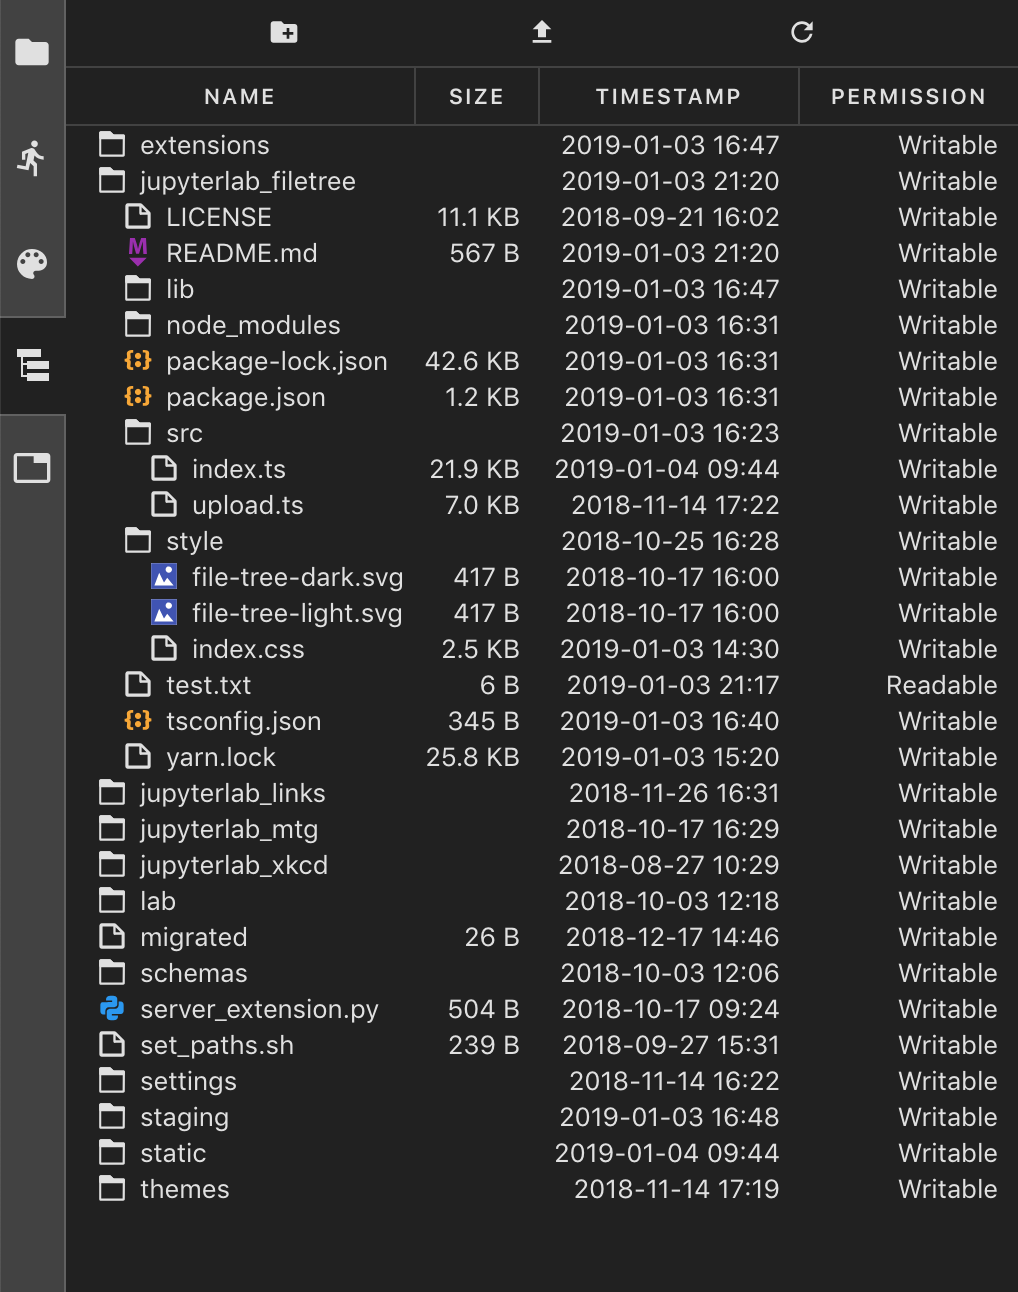 NAME SIZE TIMESTAMP PERMISSION
extensions 2019-01-03 16:47 Writable
jupyterlab_filetree 2019-01-03 21:20 Writable
LICENSE 11.1 KB 2018-09-21 16:02 Writable
M README.md 567 B 2019-01-03 21:20 Writable
lib 2019-01-03 16:47 Writable
node_modules 2019-01-03 16:31 Writable
package-lock.json 42.6 KB 2019-01-03 16:31 Writable
package.json 1.2 KB 2019-01-03 16:31 Writable
src 2019-01-03 16:23 Writable
index.ts 21.9 KB 2019-01-04 09:44 Writable
upload.ts 7.0 KB 2018-11-14 17:22 Writable
style 2018-10-25 16:28 Writable
file-tree-dark.svg 417 B 2018-10-17 16:00 Writable
file-tree-light.svg 417 B 2018-10-17 16:00 Writable
index.css 2.5 KB 2019-01-03 14:30 Writable
test.txt 6 B 2019-01-03 21:17 Readable
tsconfig.json 345 B 2019-01-03 16:40 Writable
yarn.lock 25.8 KB 2019-01-03 15:20 Writable
jupyterlab_links 2018-11-26 16:31 Writable
jupyterlab_mtg 2018-10-17 16:29 Writable
jupyterlab_xkcd 2018-08-27 10:29 Writable
lab 2018-10-03 12:18 Writable
migrated 26 B 2018-12-17 14:46 Writable
schemas 2018-10-03 12:06 Writable
server_extension.py 504 B 2018-10-17 09:24 Writable
set_paths.sh 239 B 2018-09-27 15:31 Writable
settings 2018-11-14 16:22 Writable
staging 2019-01-03 16:48 Writable
static 2019-01-04 09:44 Writable
themes 2018-11-14 17:19 Writable